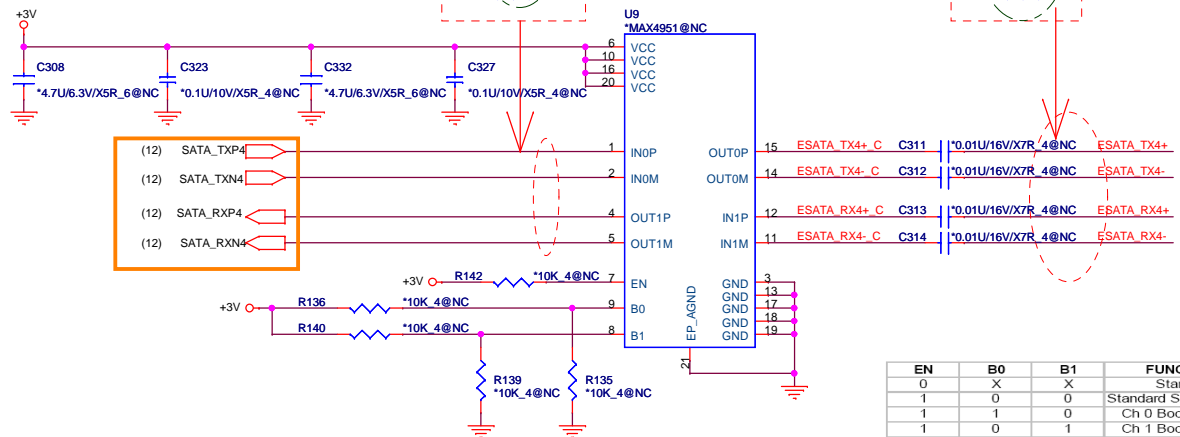 +3V
U9
*MAX4951@NC
C308
C323
C332
C327
*4.7U/6.3V/X5R_6@NC
*0.1U/10V/X5R_4@NC
*4.7U/6.3V/X5R_6@NC
*0.1U/10V/X5R_4@NC
6 VCC
10 VCC
16 VCC
20 VCC
(12) SATA_TXP4 1 IN0P
OUT0P 15 ESATA_TX4+_C C311 *0.01U/16V/X7R_4@NC ESATA_TX4+
(12) SATA_TXN4 2 IN0M
OUT0M 14 ESATA_TX4-_C C312 *0.01U/16V/X7R_4@NC ESATA_TX4-
(12) SATA_RXP4 4 OUT1P
IN1P 12 ESATA_RX4+_C C313 *0.01U/16V/X7R_4@NC ESATA_RX4+
(12) SATA_RXN4 5 OUT1M
IN1M 11 ESATA_RX4-_C C314 *0.01U/16V/X7R_4@NC ESATA_RX4-
+3V R142 *10K_4@NC 7 EN
+3V R136 *10K_4@NC 9 B0
R140 *10K_4@NC 8 B1
GND 3
GND 13
GND 17
GND 18
GND 19
EP_AGND
21
R139
*10K_4@NC
R135
*10K_4@NC
EN B0 B1
0 X X
1 0 0 Standard
1 1 0 Ch 0
1 0 1 Ch 1